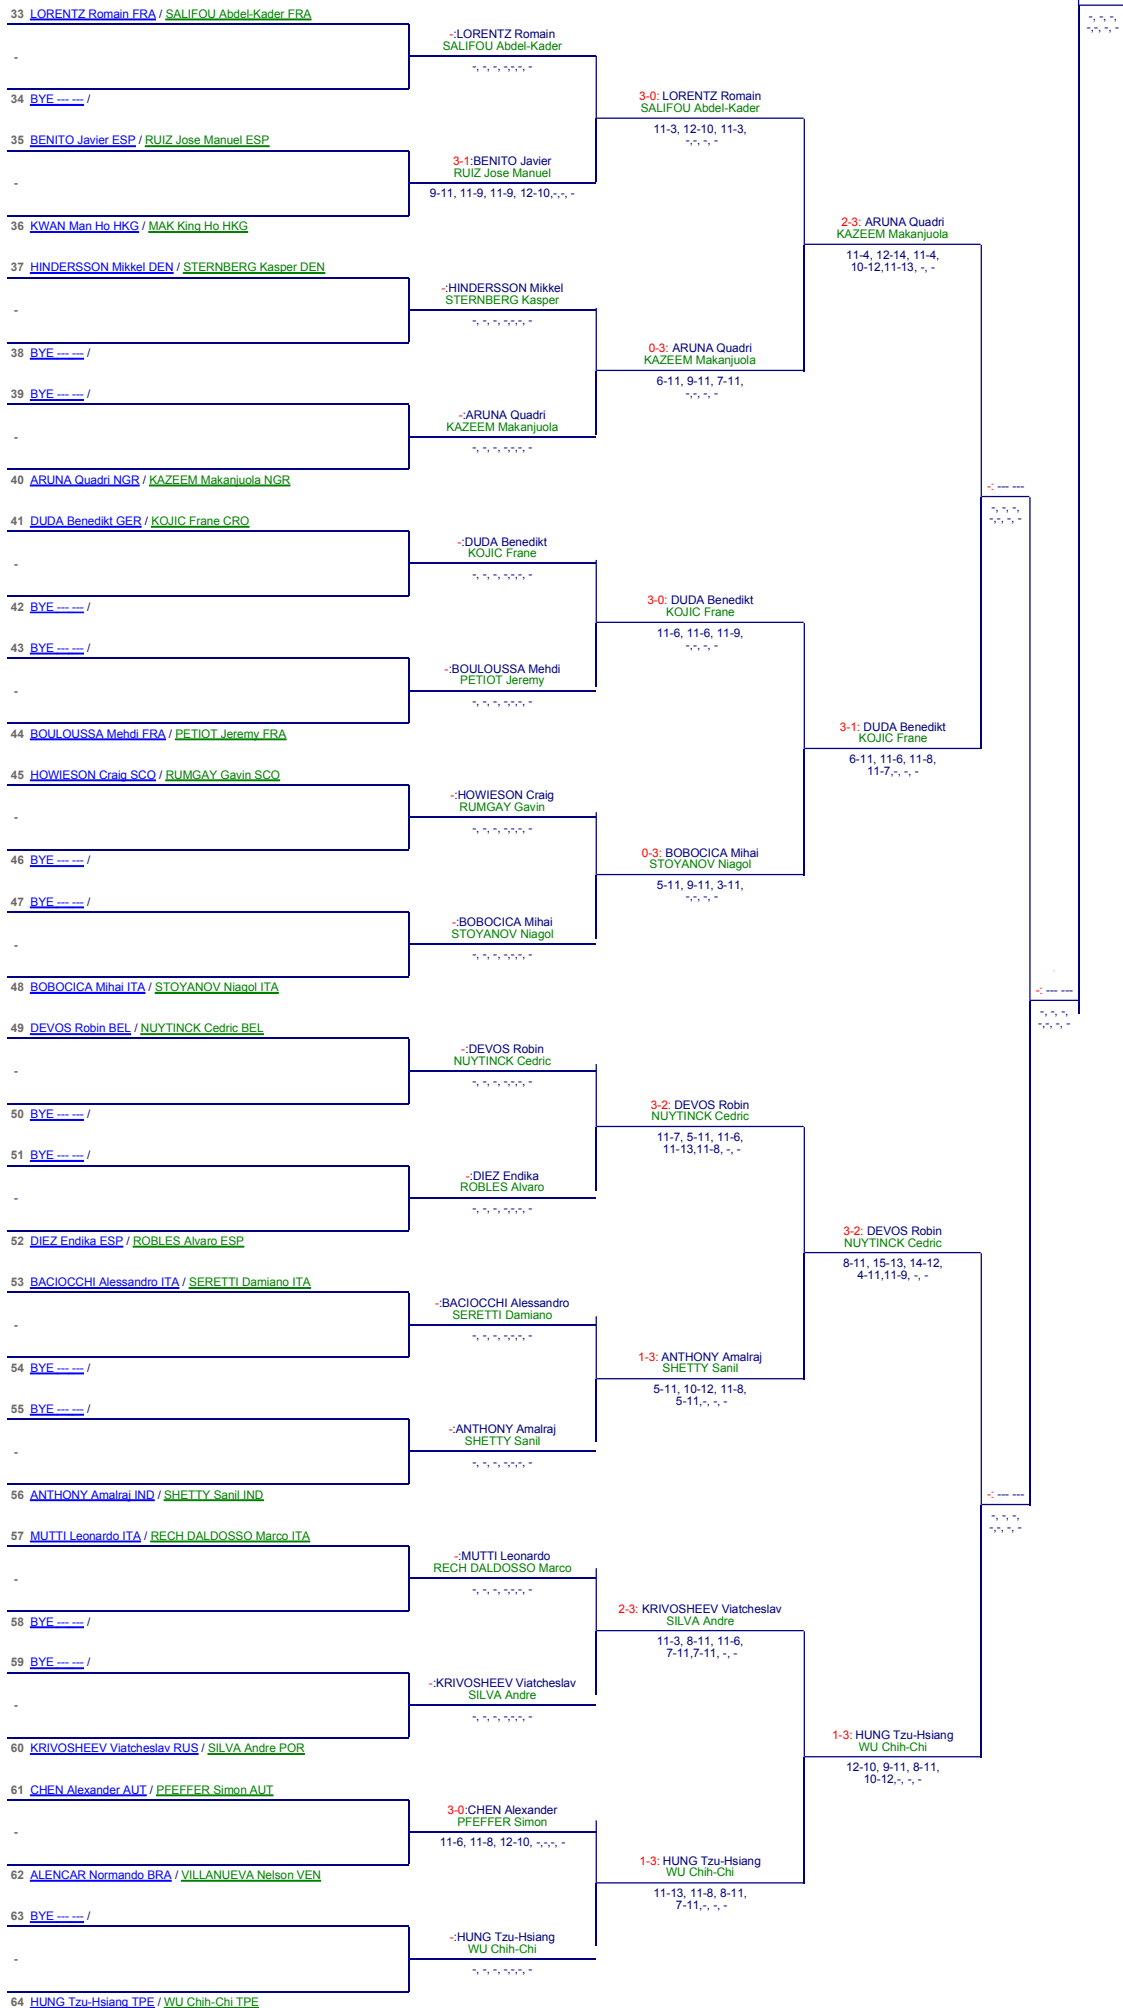 33 LORENTZ Romain FRA / SALIFOU Abdel-Kader FRA
-
34 BYE --- --- /
35 BENITO Javier ESP / RUIZ Jose Manuel ESP
-
36 KWAN Man Ho HKG / MAK King Ho HKG
37 HINDERSSON Mikkel DEN / STERNBERG Kasper DEN
-
38 BYE --- --- /
39 BYE --- --- /
-
40 ARUNA Quadri NGR / KAZEEM Makanjuola NGR
41 DUDA Benedikt GER / KOJIC Frane CRO
-
42 BYE --- --- /
43 BYE --- --- /
-
44 BOULOUSSA Mehdi FRA / PETIOT Jeremy FRA
45 HOWIESON Craig SCO / RUMGAY Gavin SCO
-
46 BYE --- --- /
47 BYE --- --- /
-
48 BOBOCICA Mihai ITA / STOYANOV Niagol ITA
49 DEVOS Robin BEL / NUYTINCK Cedric BEL
-
50 BYE --- --- /
51 BYE --- --- /
-
52 DIEZ Endika ESP / ROBLES Alvaro ESP
53 BACIOCCHI Alessandro ITA / SERETTI Damiano ITA
-
54 BYE --- --- /
55 BYE --- --- /
-
56 ANTHONY Amalraj IND / SHETTY Sanil IND
57 MUTTI Leonardo ITA / RECH DALDOSSO Marco ITA
-
58 BYE --- --- /
59 BYE --- --- /
-
60 KRIVOSHEEV Viatcheslav RUS / SILVA Andre POR
61 CHEN Alexander AUT / PFEFFER Simon AUT
-
62 ALENCAR Normando BRA / VILLANUEVA Nelson VEN
63 BYE --- --- /
-
64 HUNG Tzu-Hsiang TPE / WU Chih-Chi TPE
-:LORENTZ Romain
SALIFOU Abdel-Kader
-, -, -, -,-,-, -
3-1:BENITO Javier
RUIZ Jose Manuel
9-11, 11-9, 11-9, 12-10,-,-, -
-:HINDERSSON Mikkel
STERNBERG Kasper
-, -, -, -,-,-, -
-:ARUNA Quadri
KAZEEM Makanjuola
-, -, -, -,-,-, -
-:DUDA Benedikt
KOJIC Frane
-, -, -, -,-,-, -
-:BOULOUSSA Mehdi
PETIOT Jeremy
-, -, -, -,-,-, -
-:HOWIESON Craig
RUMGAY Gavin
-, -, -, -,-,-, -
-:BOBOCICA Mihai
STOYANOV Niagol
-, -, -, -,-,-, -
-:DEVOS Robin
NUYTINCK Cedric
-, -, -, -,-,-, -
-:DIEZ Endika
ROBLES Alvaro
-, -, -, -,-,-, -
-:BACIOCCHI Alessandro
SERETTI Damiano
-, -, -, -,-,-, -
-:ANTHONY Amalraj
SHETTY Sanil
-, -, -, -,-,-, -
-:MUTTI Leonardo
RECH DALDOSSO Marco
-, -, -, -,-,-, -
-:KRIVOSHEEV Viatcheslav
SILVA Andre
-, -, -, -,-,-, -
3-0:CHEN Alexander
PFEFFER Simon
11-6, 11-8, 12-10, -,-,-, -
-:HUNG Tzu-Hsiang
WU Chih-Chi
-, -, -, -,-,-, -
3-0: LORENTZ Romain
SALIFOU Abdel-Kader
11-3, 12-10, 11-3,
-,-, -, -
0-3: ARUNA Quadri
KAZEEM Makanjuola
6-11, 9-11, 7-11,
-,-, -, -
3-0: DUDA Benedikt
KOJIC Frane
11-6, 11-6, 11-9,
-,-, -, -
0-3: BOBOCICA Mihai
STOYANOV Niagol
5-11, 9-11, 3-11,
-,-, -, -
3-2: DEVOS Robin
NUYTINCK Cedric
11-7, 5-11, 11-6,
11-13,11-8, -, -
1-3: ANTHONY Amalraj
SHETTY Sanil
5-11, 10-12, 11-8,
5-11,-, -, -
2-3: KRIVOSHEEV Viatcheslav
SILVA Andre
11-3, 8-11, 11-6,
7-11,7-11, -, -
1-3: HUNG Tzu-Hsiang
WU Chih-Chi
11-13, 11-8, 8-11,
7-11,-, -, -
2-3: ARUNA Quadri
KAZEEM Makanjuola
11-4, 12-14, 11-4,
10-12,11-13, -, -
3-1: DUDA Benedikt
KOJIC Frane
6-11, 11-6, 11-8,
11-7,-, -, -
3-2: DEVOS Robin
NUYTINCK Cedric
8-11, 15-13, 14-12,
4-11,11-9, -, -
1-3: HUNG Tzu-Hsiang
WU Chih-Chi
12-10, 9-11, 8-11,
10-12,-, -, -
-: --- ---
-, -, -,
-,-, -, -
-: --- ---
-, -, -,
-,-, -, -
-: --- ---
-, -, -,
-,-, -, -
-, -, -,
-,-, -, -